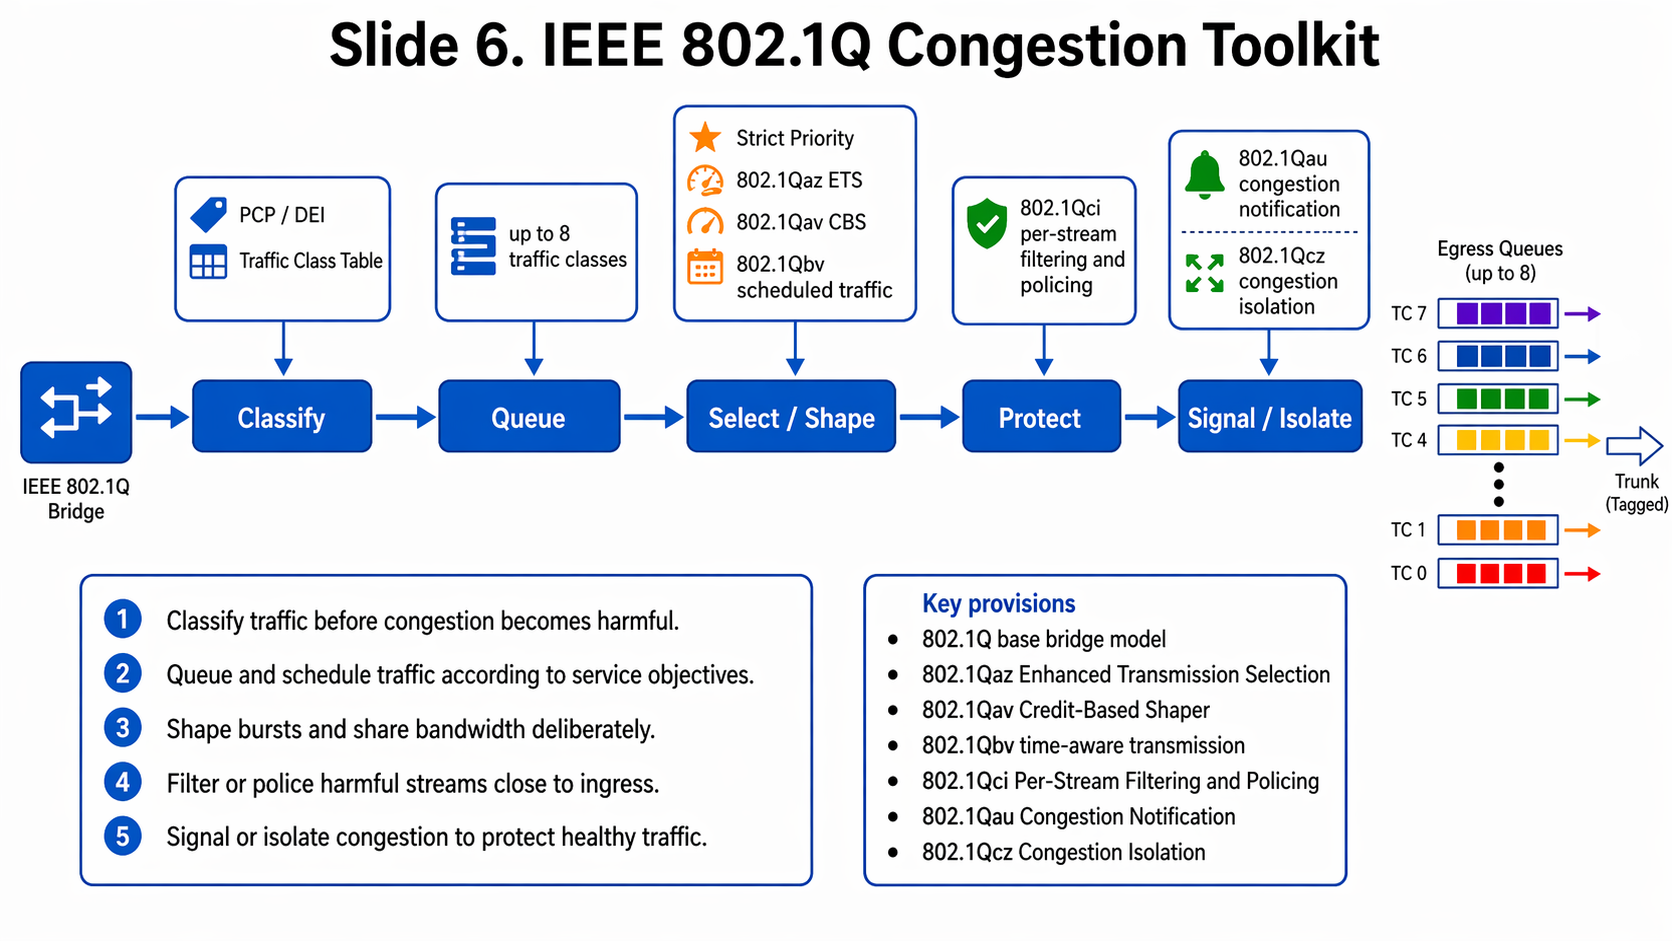 Slide 6. IEEE 802.1Q Congestion Toolkit
PCP / DEI
Traffic Class Table
up to 8
traffic classes
Strict Priority
802.1Qaz ETS
802.1Qav CBS
802.1Qbv
scheduled traffic
802.1Qci
per-stream
filtering and
policing
802.1Qau
congestion
notification
802.1Qcz
congestion
isolation
IEEE 802.1Q
Bridge
Classify
Queue
Select / Shape
Protect
Signal / Isolate
Egress Queues
(up to 8)
TC 7
TC 6
TC 5
TC 4
TC 1
TC 0
Trunk
(Tagged)
1 Classify traffic before congestion becomes harmful.
2 Queue and schedule traffic according to service objectives.
3 Shape bursts and share bandwidth deliberately.
4 Filter or police harmful streams close to ingress.
5 Signal or isolate congestion to protect healthy traffic.
Key provisions
• 802.1Q base bridge model
• 802.1Qaz Enhanced Transmission Selection
• 802.1Qav Credit-Based Shaper
• 802.1Qbv time-aware transmission
• 802.1Qci Per-Stream Filtering and Policing
• 802.1Qau Congestion Notification
• 802.1Qcz Congestion Isolation